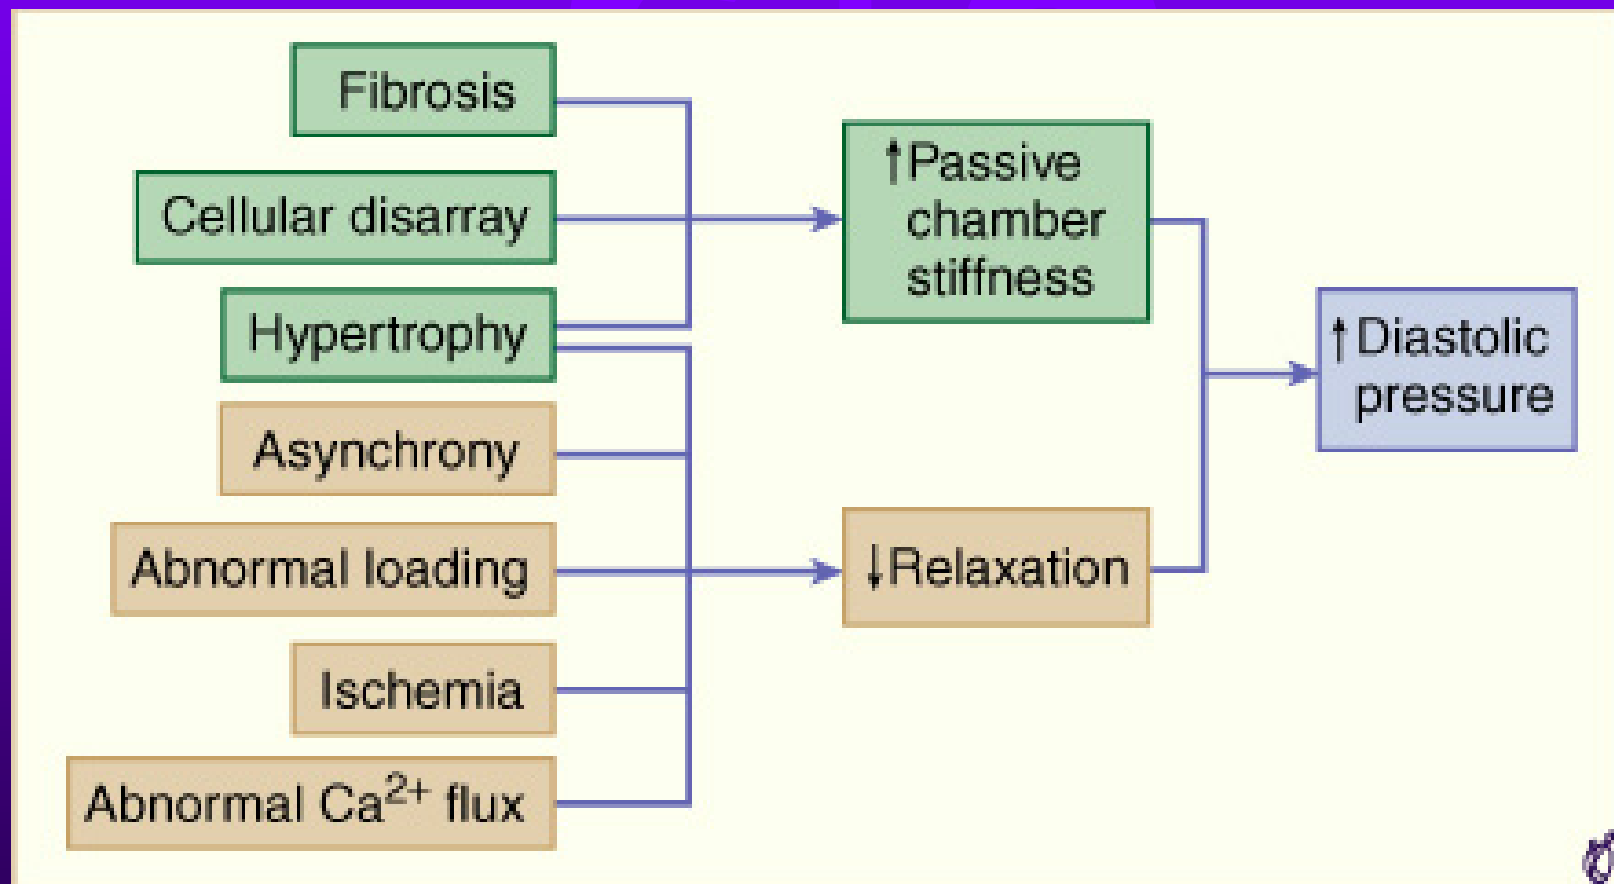 Fibrosis
Cellular disarray
Hypertrophy
Asynchrony
Abnormal loading
Ischemia
Abnormal Ca²⁺ flux
↑Passive
chamber
stiffness
↓Relaxation
↑Diastolic
pressure